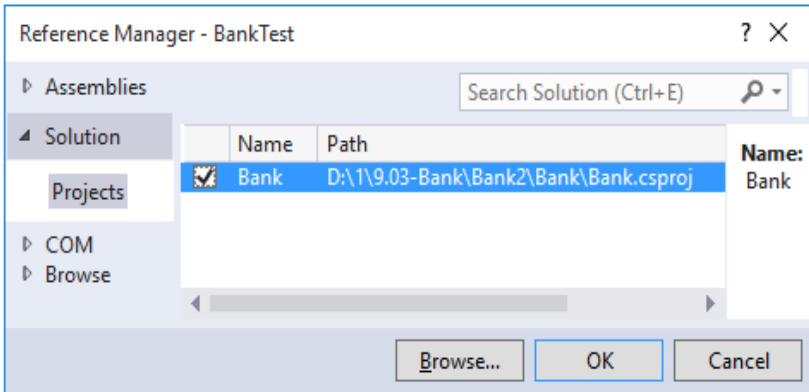 Reference Manager - BankTest ?
Assemblies
Search Solution (Ctrl+E)
Solution
Projects
COM
Browse
Name Path
Bank D:\1\9.03-Bank\Bank2\Bank\Bank.csproj
Name:
Bank
Browse... OK Cancel